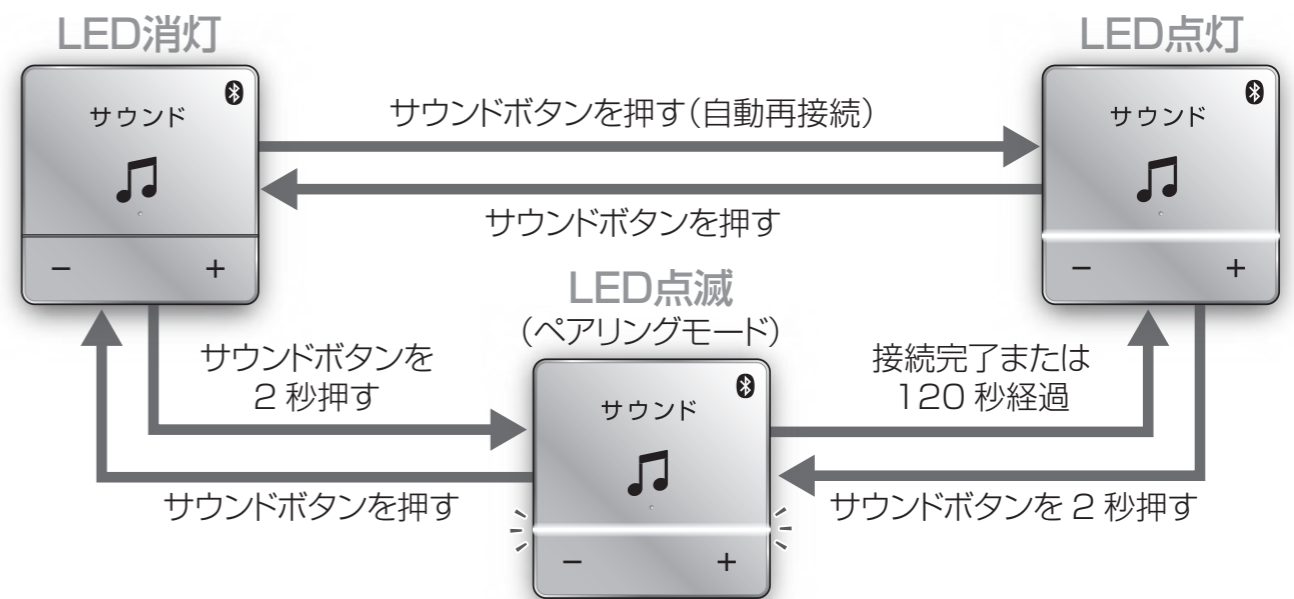 LED消灯
LED点灯
サウンド
サウンドボタンを押す(自動再接続)
サウンド
サウンドボタンを押す
− +
− +
LED点滅
(ペアリングモード)
サウンドボタンを
2 秒押す
接続完了または
120 秒経過
サウンド
サウンドボタンを押す
サウンドボタンを 2 秒押す
− +